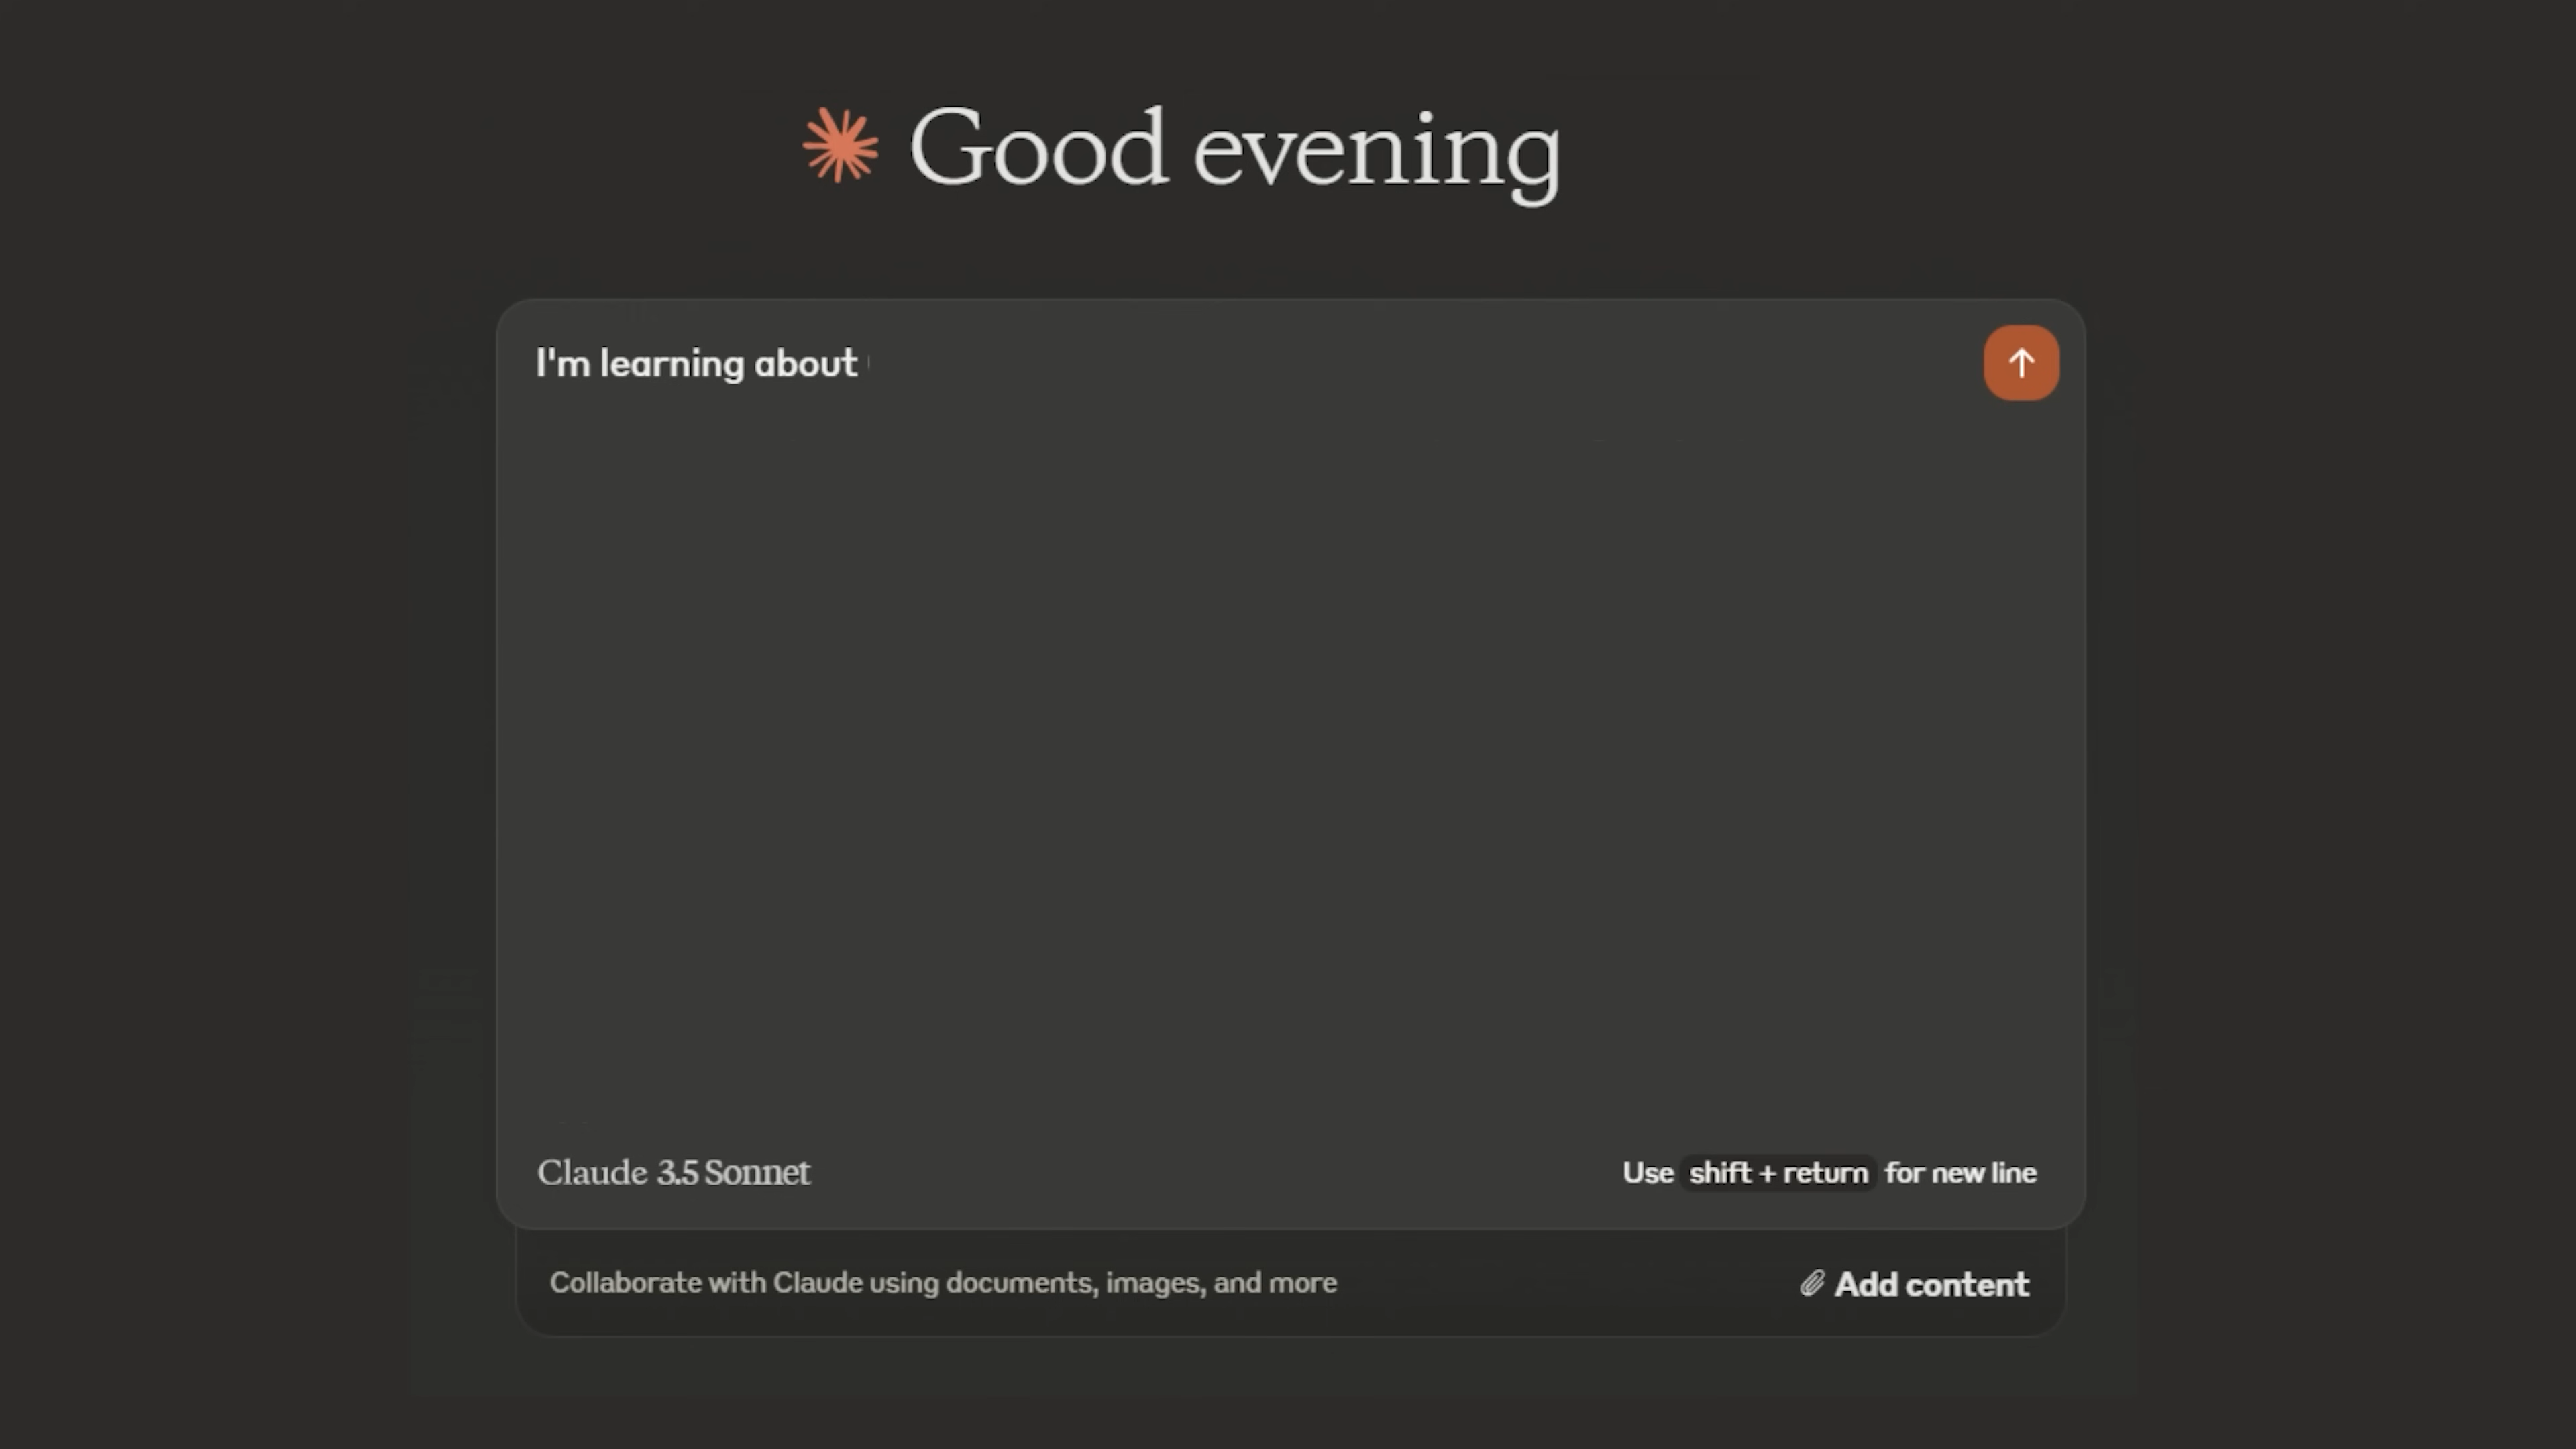 Good evening
I'm learning about
Claude 3.5 Sonnet
Use shift + return for new line
Collaborate with Claude using documents, images, and more
Add content